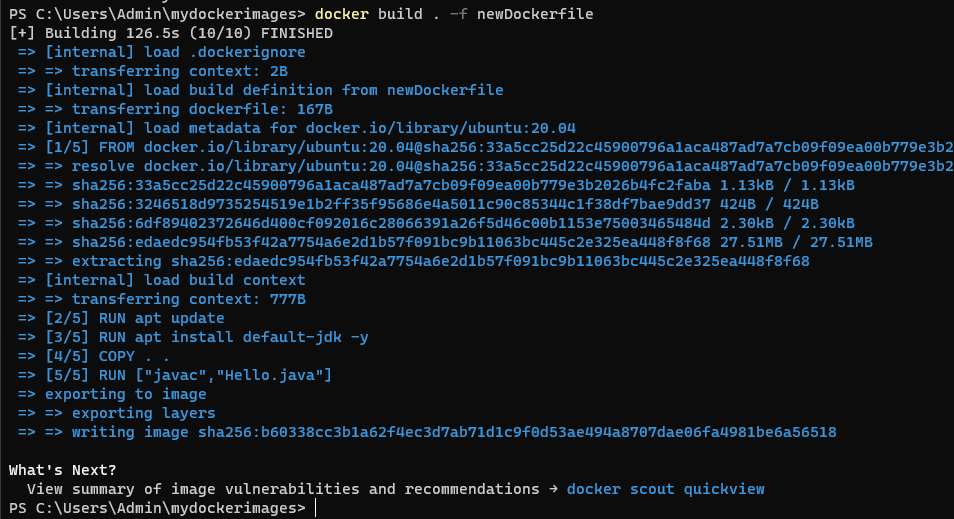 PS C:\Users\Admin\mydockerimages> docker build . -f newDockerfile
[+] Building 126.5s (10/10) FINISHED
=> [internal] load .dockerignore
=> => transferring context: 2B
=> [internal] load build definition from newDockerfile
=> => transferring dockerfile: 167B
=> [internal] load metadata for docker.io/library/ubuntu:20.04
=> [1/5] FROM docker.io/library/ubuntu:20.04@sha256:33a5cc25d22c45900796a1aca487ad7a7cb09f09ea00b779e3b2
=> => resolve docker.io/library/ubuntu:20.04@sha256:33a5cc25d22c45900796a1aca487ad7a7cb09f09ea00b779e3b2
=> => sha256:33a5cc25d22c45900796a1aca487ad7a7cb09f09ea00b779e3b2026b4fc2faba 1.13kB / 1.13kB
=> => sha256:3246518d9735254519e1b2ff35f95686e4a5011c90c85344c1f38df7bae9dd37 424B / 424B
=> => sha256:6df89402372646d400cf092016c28066391a26f5d46c00b1153e75003465484d 2.30kB / 2.30kB
=> => sha256:edaedc954fb53f42a7754a6e2d1b57f091bc9b11063bc445c2e325ea448f8f68 27.51MB / 27.51MB
=> => extracting sha256:edaedc954fb53f42a7754a6e2d1b57f091bc9b11063bc445c2e325ea448f8f68
=> [internal] load build context
=> => transferring context: 777B
=> [2/5] RUN apt update
=> [3/5] RUN apt install default-jdk -y
=> [4/5] COPY . .
=> [5/5] RUN ["javac","Hello.java"]
=> exporting to image
=> => exporting layers
=> => writing image sha256:b60338cc3b1a62f4ec3d7ab71d1c9f0d53ae494a8707dae06fa4981be6a56518
What's Next?
View summary of image vulnerabilities and recommendations → docker scout quickview
PS C:\Users\Admin\mydockerimages>